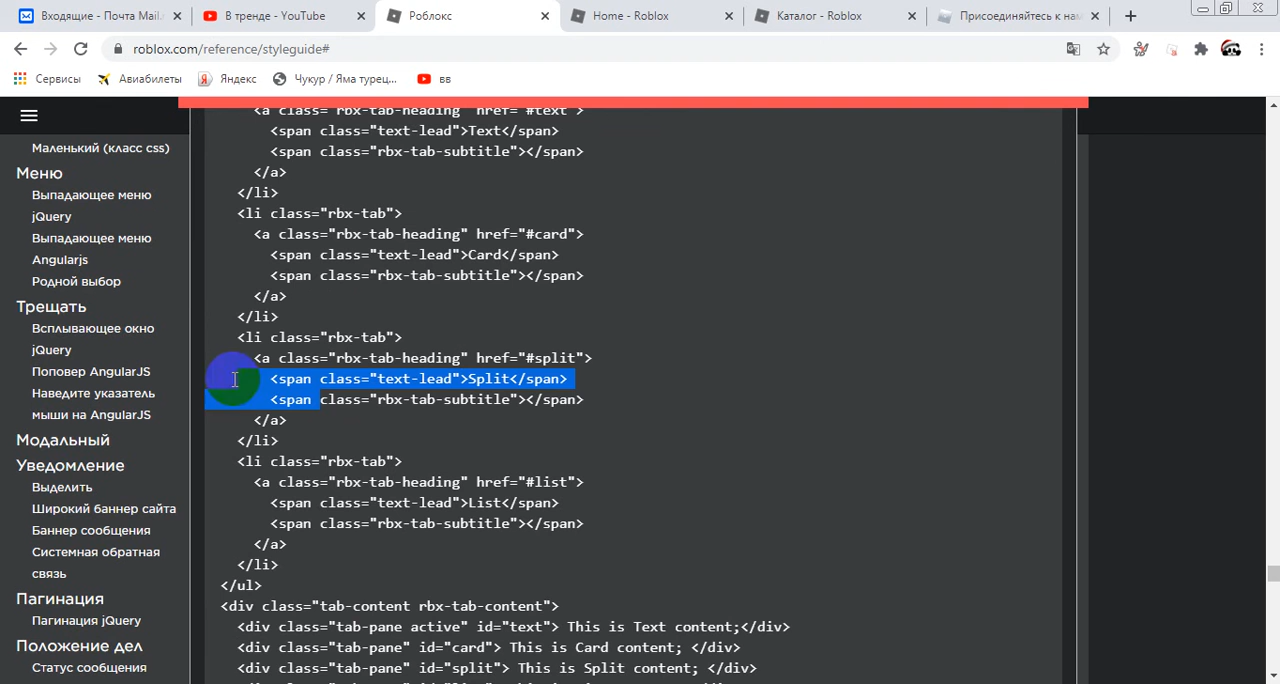 Входящие - Почта Mail.
В тренде - YouTube
Роблокс
Home - Roblox
Каталог - Roblox
Присоединяйтесь к нам
roblox.com/reference/styleguide#
Сервисы
Авиабилеты
Яндекс
Чукур / Яма турец...
вв
Маленький (класс css)
Меню
Выпадающее меню
jQuery
Выпадающее меню
Angularjs
Родной выбор
Трещать
Всплывающее окно
jQuery
Поповер AngularJS
Наведите указатель
мыши на AngularJS
Модальный
Уведомление
Выделить
Широкий баннер сайта
Баннер сообщения
Системная обратная
связь
Пагинация
Пагинация jQuery
Положение дел
Статус сообщения
<a class="rbx-tab-heading" href="#text">
<span class="text-lead">Text</span>
<span class="rbx-tab-subtitle"></span>
</a>
</li>
<li class="rbx-tab">
<a class="rbx-tab-heading" href="#card">
<span class="text-lead">Card</span>
<span class="rbx-tab-subtitle"></span>
</a>
</li>
<li class="rbx-tab">
<a class="rbx-tab-heading" href="#split">
<span class="text-lead">Split</span>
<span class="rbx-tab-subtitle"></span>
</a>
</li>
<li class="rbx-tab">
<a class="rbx-tab-heading" href="#list">
<span class="text-lead">List</span>
<span class="rbx-tab-subtitle"></span>
</a>
</li>
</ul>
<div class="tab-content rbx-tab-content">
<div class="tab-pane active" id="text"> This is Text content;</div>
<div class="tab-pane" id="card"> This is Card content; </div>
<div class="tab-pane" id="split"> This is Split content; </div>